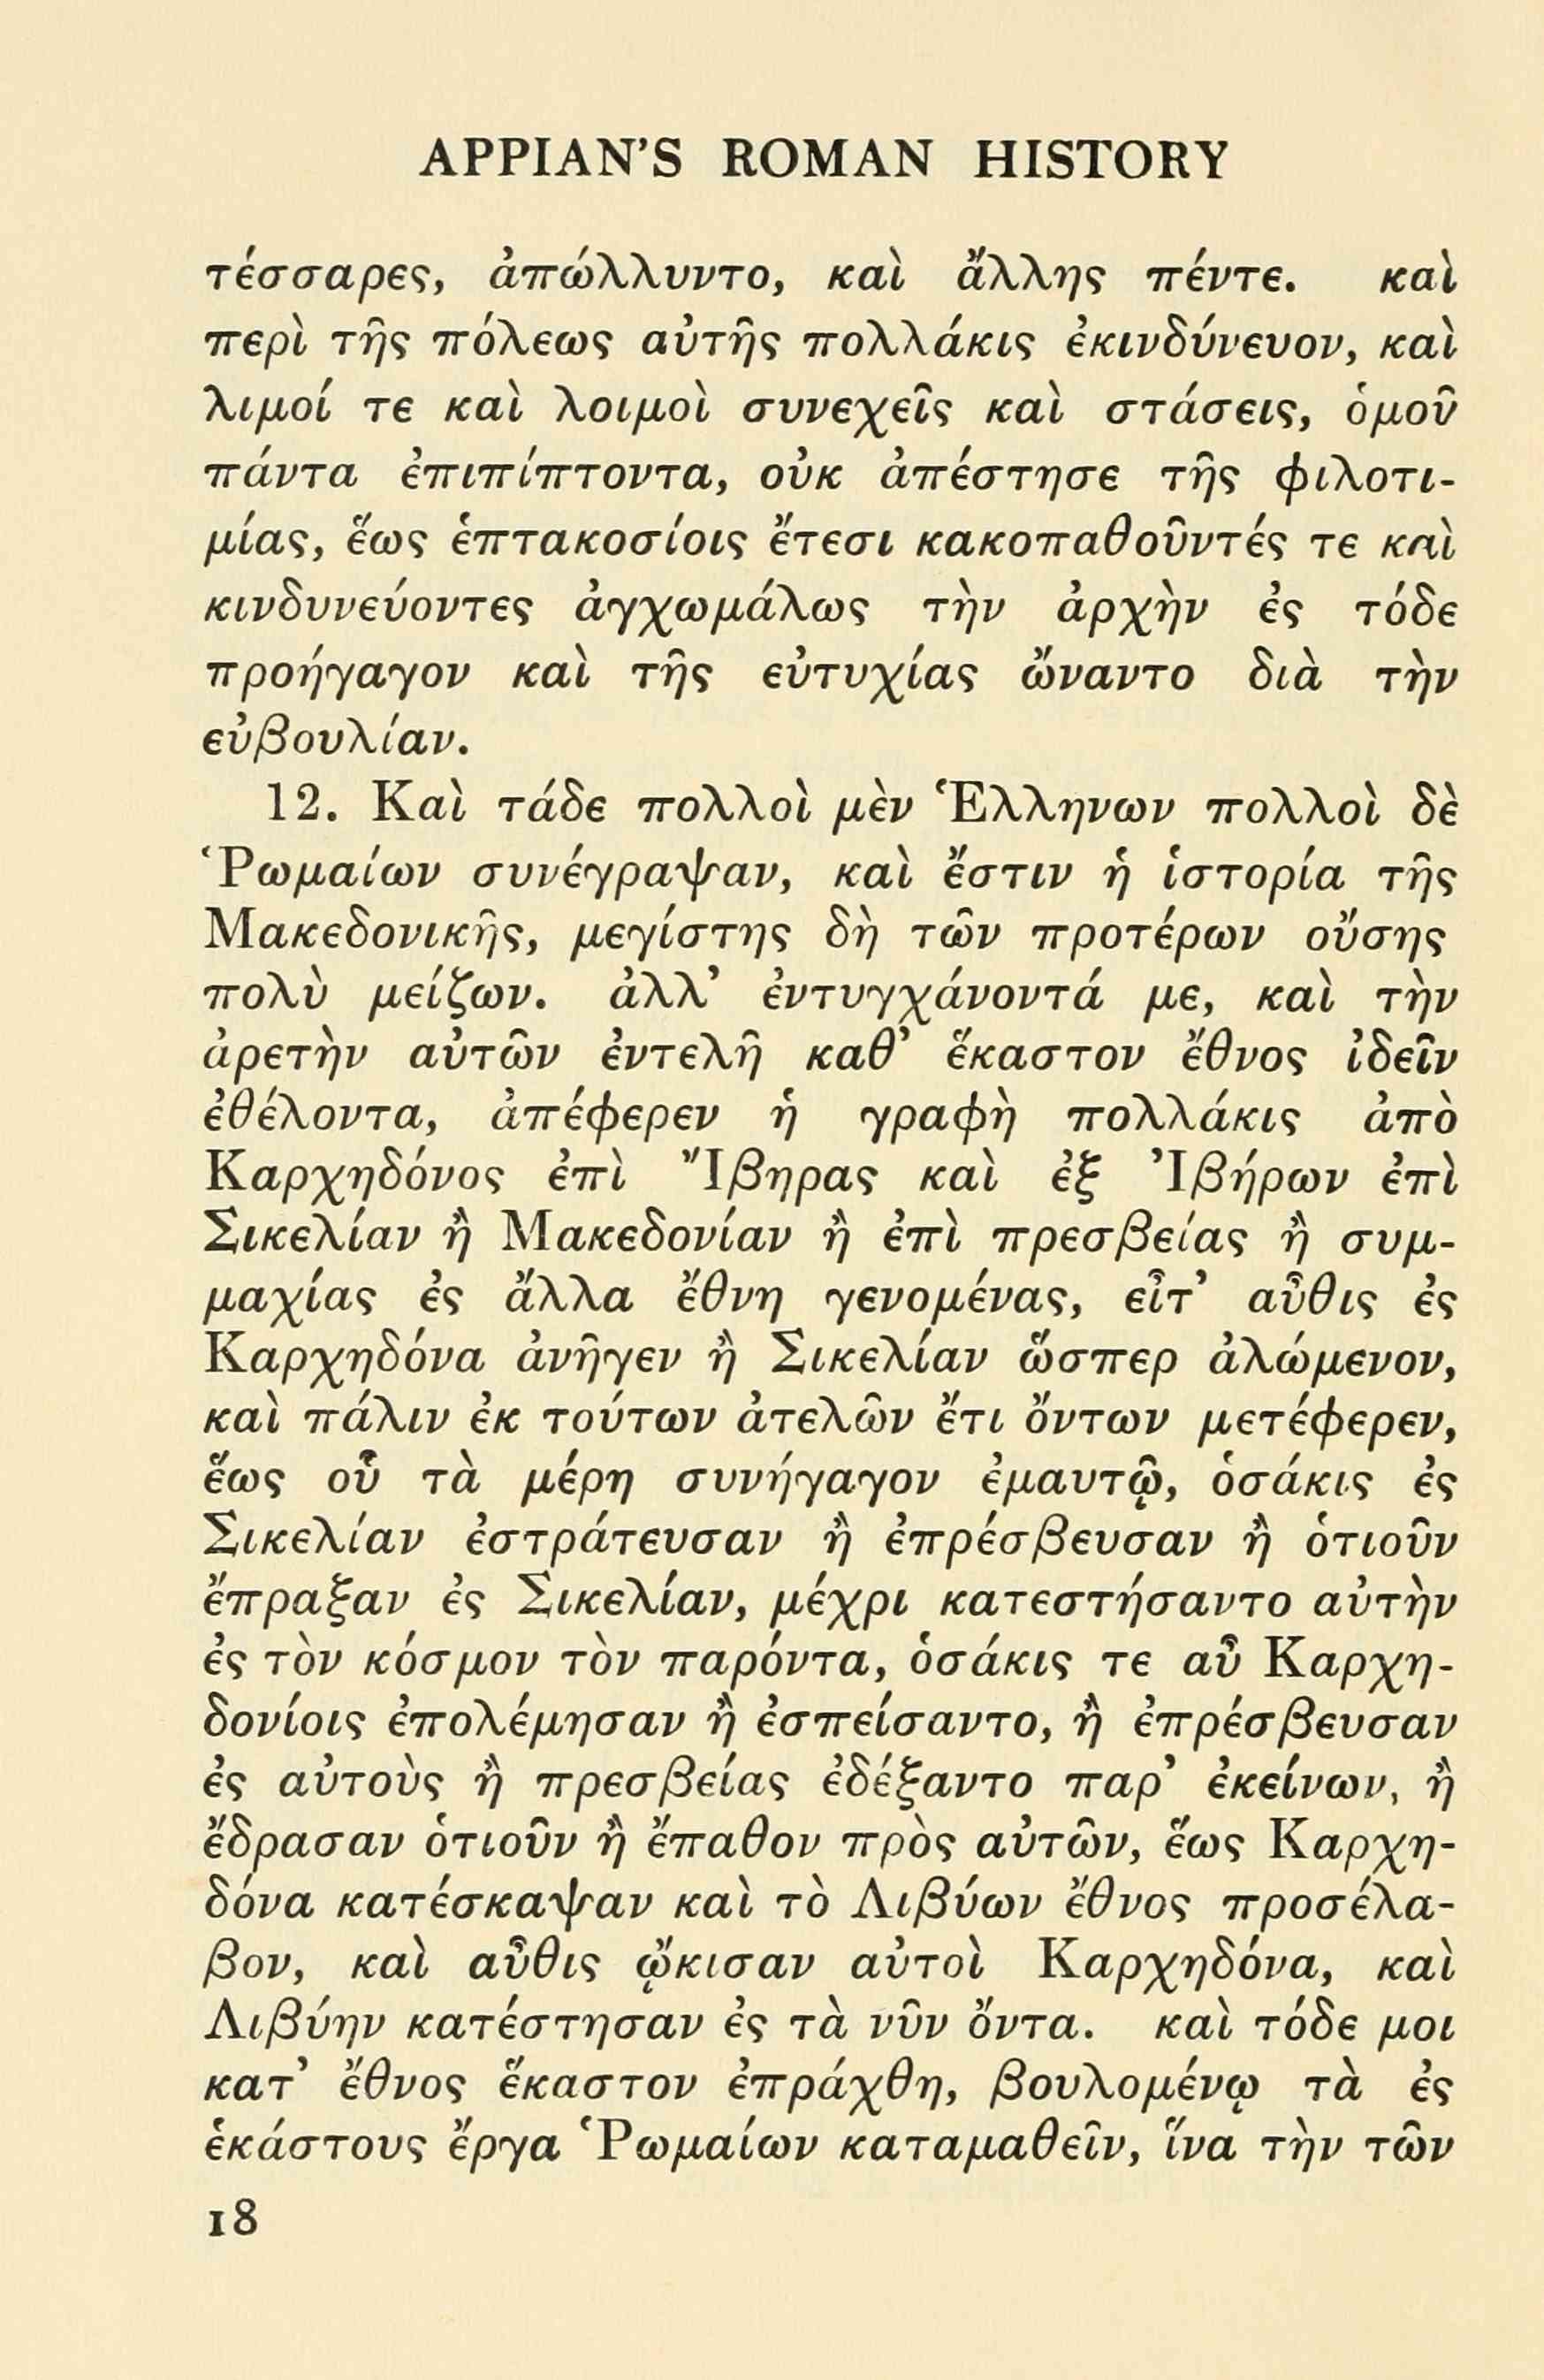 APPIAN'S ROMAN HISTORY
τέσσαρες, ἀπώλλυντο, καὶ ἄλλης πέντε. καὶ
περὶ τῆς πόλεως αὐτῆς πολλάκις ἐκινδύνευον, καὶ
λιμοί τε καὶ λοιμοὶ συνεχεῖς καὶ στάσεις, ὁμοῦ
πάντα ἐπιπίπτοντα, οὐκ ἀπέστησε τῆς φιλοτι-
μίας, ἕως ἑπτακοσίοις ἔτεσι κακοπαθοῦντές τε καὶ
κινδυνεύοντες ἀγχωμάλως τὴν ἀρχὴν ἐς τόδε
προήγαγον καὶ τῆς εὐτυχίας ὤναντο διὰ τὴν
εὐβουλίαν.
12. Καὶ τάδε πολλοὶ μὲν Ἑλληνων πολλοὶ δὲ
Ῥωμαίων συνέγραψαν, καὶ ἔστιν ἡ ἱστορία τῆς
Μακεδονικῆς, μεγίστης δὴ τῶν προτέρων οὔσης
πολὺ μείζων. ἀλλ' ἐντυγχάνοντά με, καὶ τὴν
ἀρετὴν αὐτῶν ἐντελῆ καθ' ἕκαστον ἔθνος ἰδεῖν
ἐθέλοντα, ἀπέφερεν ἡ γραφὴ πολλάκις ἀπὸ
Καρχηδόνος ἐπὶ Ἴβηρας καὶ ἐξ Ἰβήρων ἐπὶ
Σικελίαν ἢ Μακεδονίαν ἢ ἐπὶ πρεσβείας ἢ συμ-
μαχίας ἐς ἄλλα ἔθνη γενομένας, εἶτ' αὖθις ἐς
Καρχηδόνα ἀνῆγεν ἢ Σικελίαν ὥσπερ ἀλώμενον,
καὶ πάλιν ἐκ τούτων ἀτελῶν ἔτι ὄντων μετέφερεν,
ἕως οὗ τὰ μέρη συνήγαγον ἐμαυτῷ, ὁσάκις ἐς
Σικελίαν ἐστράτευσαν ἢ ἐπρέσβευσαν ἢ ὁτιοῦν
ἔπραξαν ἐς Σικελίαν, μέχρι κατεστήσαντο αὐτὴν
ἐς τὸν κόσμον τὸν παρόντα, ὁσάκις τε αὖ Καρχη-
δονίοις ἐπολέμησαν ἢ ἐσπείσαντο, ἢ ἐπρέσβευσαν
ἐς αὐτοὺς ἢ πρεσβείας ἐδέξαντο παρ' ἐκείνων, ἢ
ἔδρασαν ὁτιοῦν ἢ ἔπαθον πρὸς αὐτῶν, ἕως Καρχη-
δόνα κατέσκαψαν καὶ τὸ Λιβύων ἔθνος προσέλα-
βον, καὶ αὖθις ᾤκισαν αὐτοὶ Καρχηδόνα, καὶ
Λιβύην κατέστησαν ἐς τὰ νῦν ὄντα. καὶ τόδε μοι
κατ' ἔθνος ἕκαστον ἐπράχθη, βουλομένῳ τὰ ἐς
ἑκάστους ἔργα Ῥωμαίων καταμαθεῖν, ἵνα τὴν τῶν
18